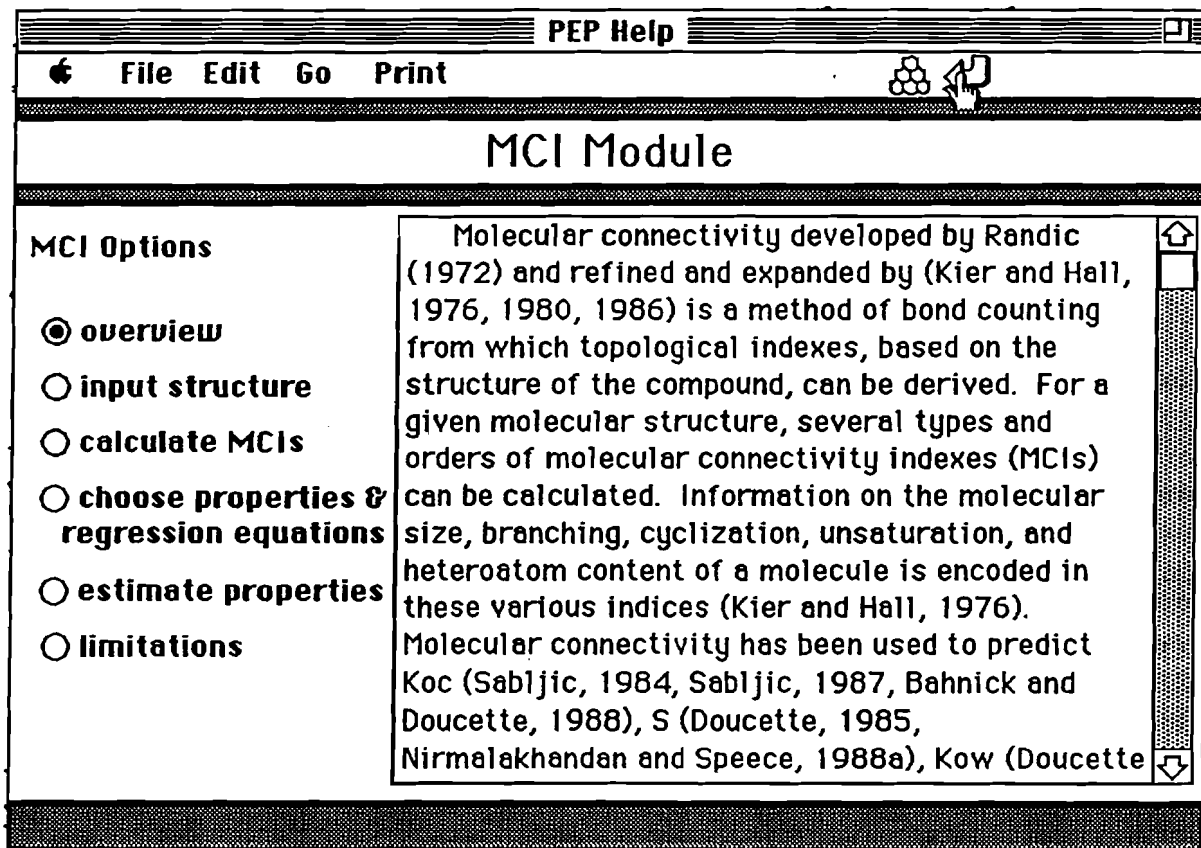 PEP Help
File Edit Go Print
MCI Module
MCI Options
overview
input structure
calculate MCIs
choose properties &
regression equations
estimate properties
limitations
Molecular connectivity developed by Randic
(1972) and refined and expanded by (Kier and Hall,
1976, 1980, 1986) is a method of bond counting
from which topological indexes, based on the
structure of the compound, can be derived. For a
given molecular structure, several types and
orders of molecular connectivity indexes (MCIs)
can be calculated. Information on the molecular
size, branching, cyclization, unsaturation, and
heteroatom content of a molecule is encoded in
these various indices (Kier and Hall, 1976).
Molecular connectivity has been used to predict
Koc (Sabljic, 1984, Sabljic, 1987, Bahnick and
Doucette, 1988), S (Doucette, 1985,
Nirmalakhandan and Speece, 1988a), Kow (Doucette